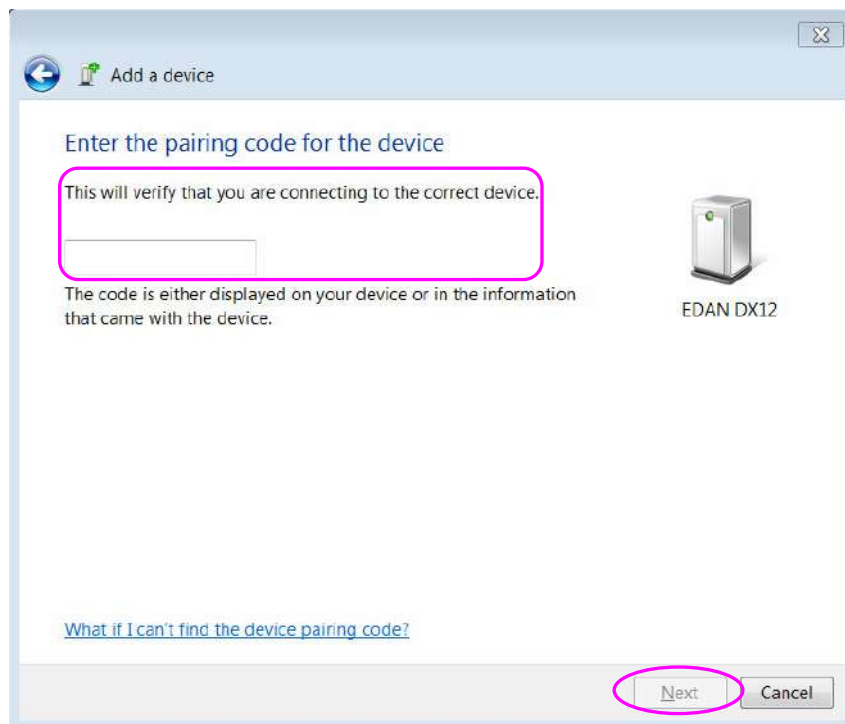 Add a device
Enter the pairing code for the device
This will verify that you are connecting to the correct device.
The code is either displayed on your device or in the information
that came with the device.
EDAN DX12
What if I can't find the device pairing code?
Next
Cancel